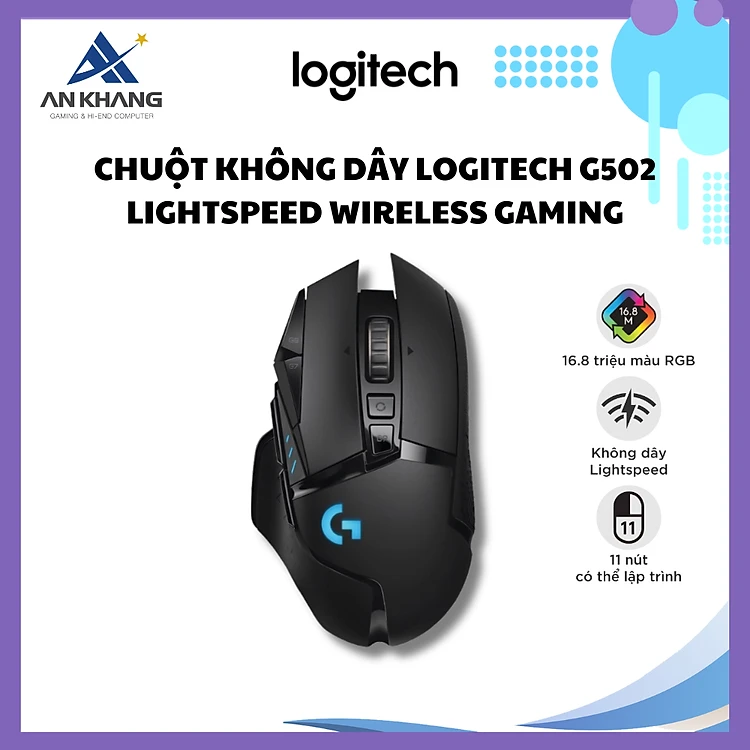 AN KHANG
GAMING & HI-END COMPUTER
logitech
CHUỘT KHÔNG DÂY LOGITECH G502
LIGHTSPEED WIRELESS GAMING
16.8
M
16.8 triệu màu RGB
Không dây
Lightspeed
11
11 nút
có thể lập trình